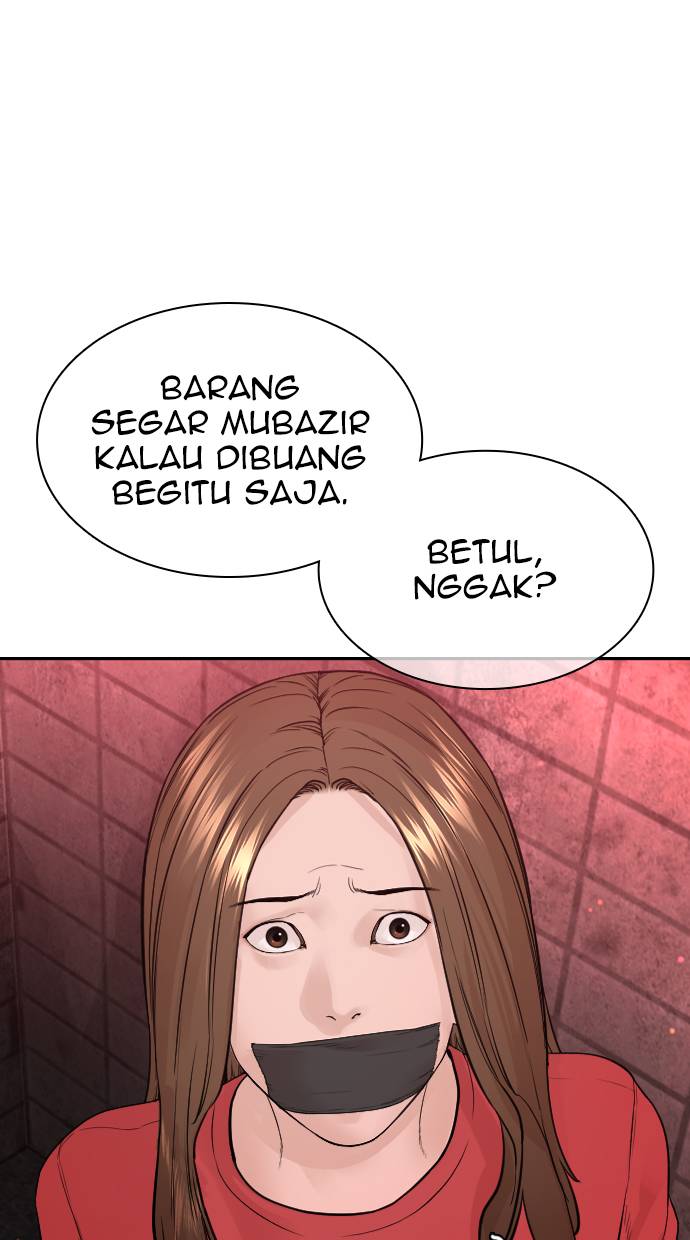 BARANG
SEGAR MUBAZIR
KALAU DIBUANG
BEGITU SAJA.
BETUL,
NGGAK?